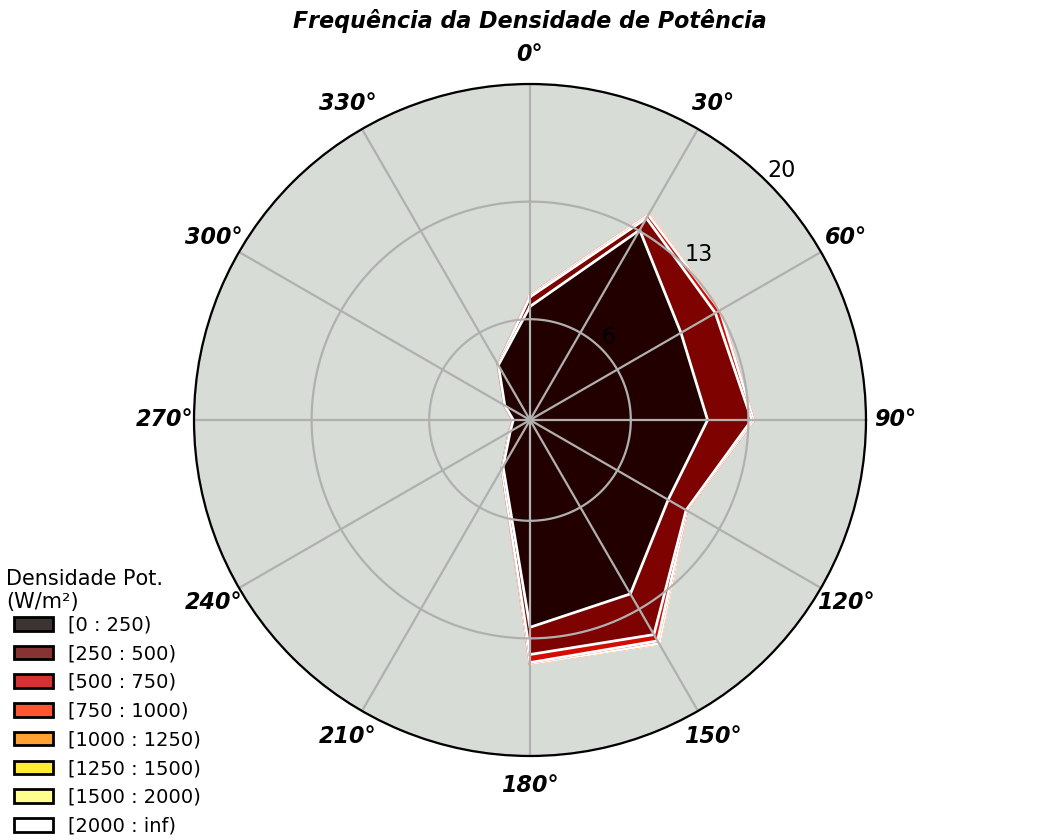 Frequência da Densidade de Potência
0°
330°
30°
20
300°
60°
13
6
270°
90°
240°
120°
210°
150°
180°
Densidade Pot.
(W/m²)
[0 : 250)
[250 : 500)
[500 : 750)
[750 : 1000)
[1000 : 1250)
[1250 : 1500)
[1500 : 2000)
[2000 : inf)